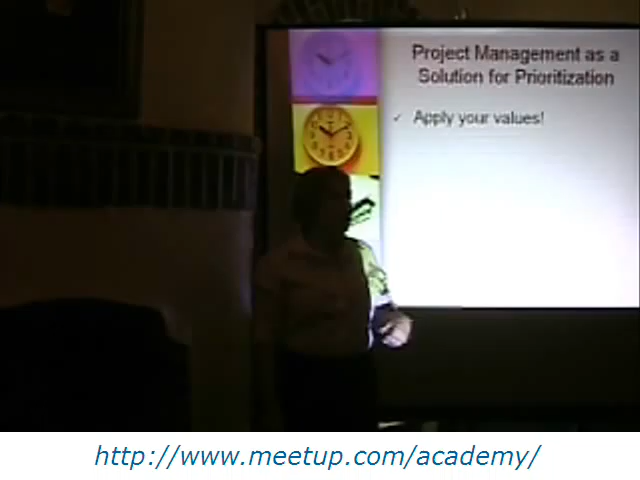 Project Management as a
Solution for Prioritization
✓ Apply your values!
http://www.meetup.com/academy/